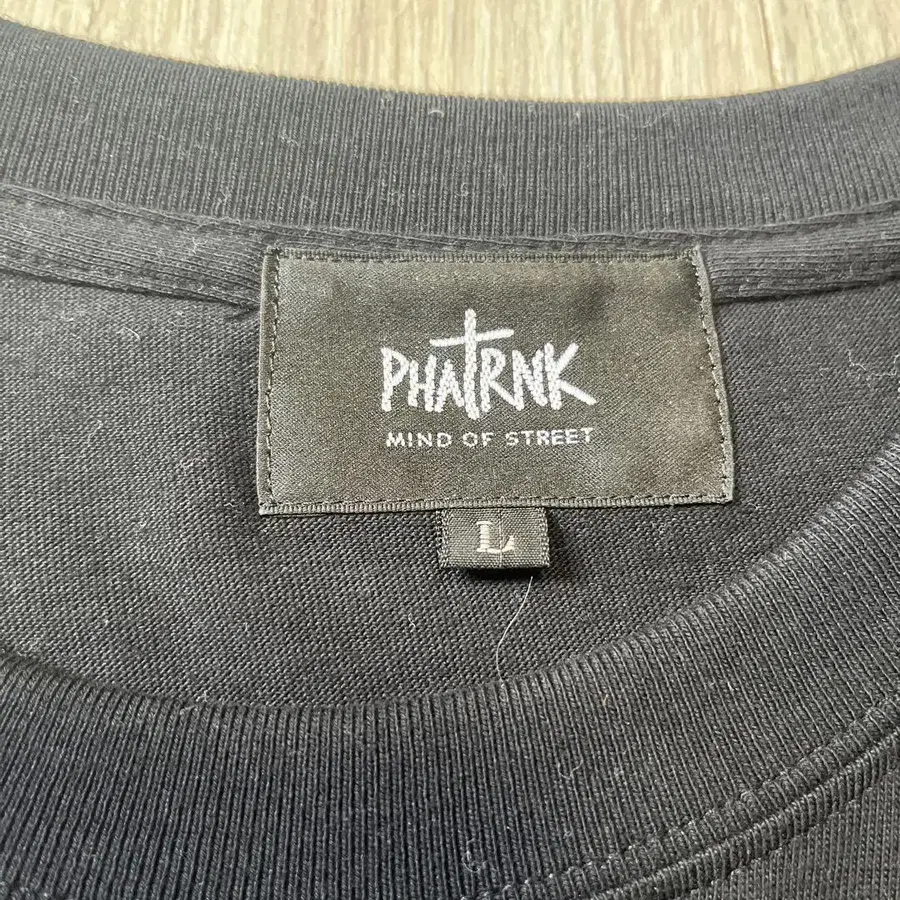 PHATRNK
MIND OF STREET
L